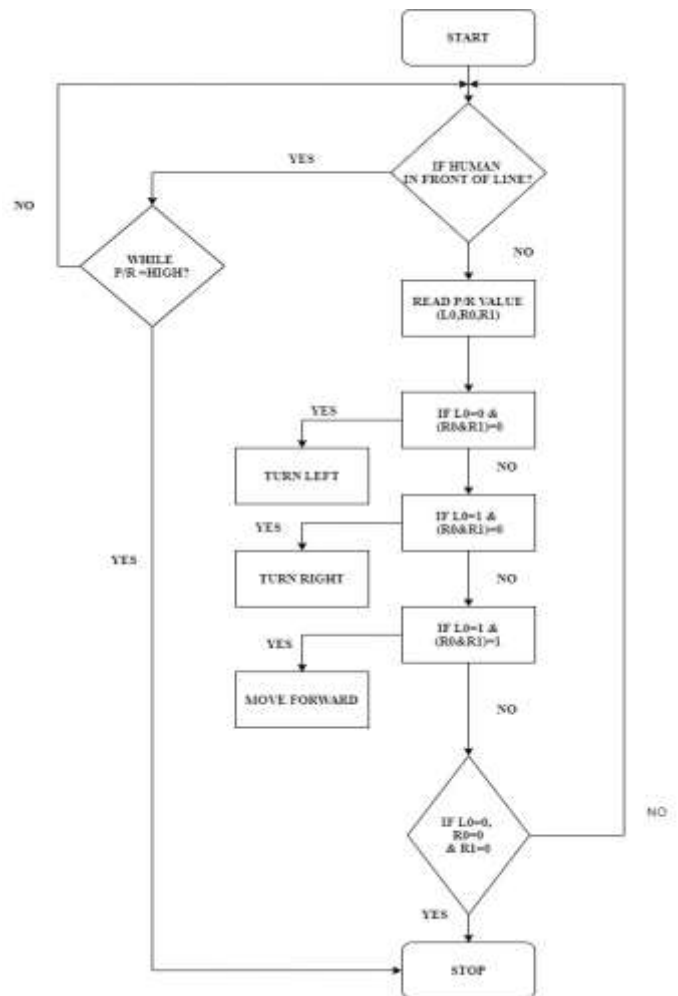 START
YES
IF HUMAN
IN FRONT OF LINE?
NO
WHILE
P/R =HIGH?
NO
READ P/R VALUE
(L0,R0,R1)
YES
IF L0=0 &
(R0&R1)=0
TURN LEFT
NO
YES
IF L0=1 &
(R0&R1)=0
YES
TURN RIGHT
NO
YES
IF L0=1 &
(R0&R1)=1
MOVE FORWARD
NO
IF L0=0,
R0=0
& R1=0
NO
YES
STOP